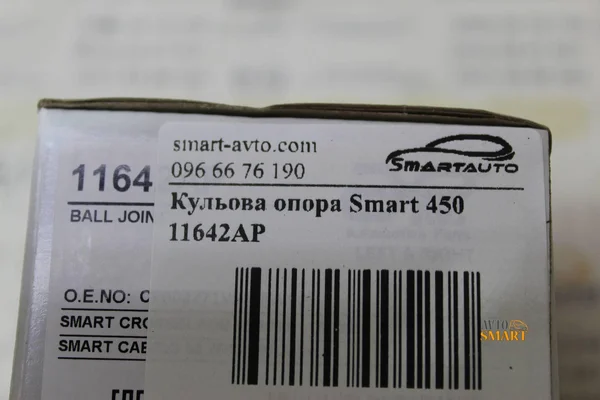 smart-avto.com
SMARTAUTO
096 66 76 190
Кульова опора Smart 450
11642AP
1164
BALL JOIN
O.E.NO: C
SMART CRO
SMART CAB
AVTO
SMART